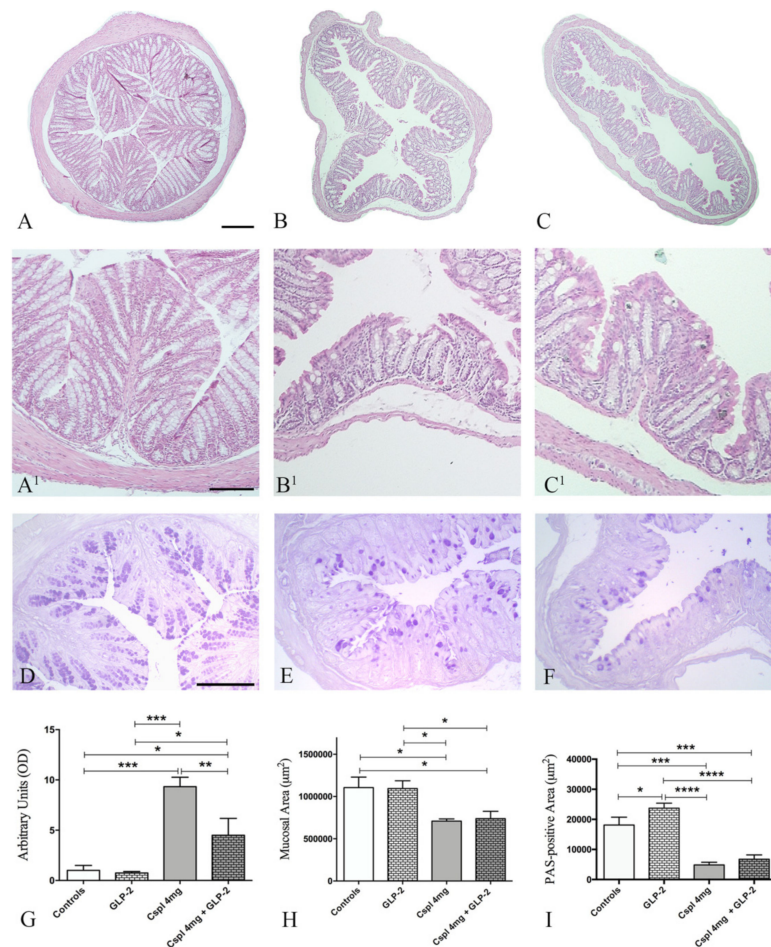 A
B
C
A1
B1
C1
D
E
F
Arbitrary Units (OD)
15
10
5
0
***
*
*
***
**
Controls
GLP-2
Cspl 4mg
Cspl 4mg + GLP-2
G
Mucosal Area (µm2)
1500000
1000000
500000
0
*
*
*
*
Controls
GLP-2
Cspl 4mg
Cspl 4mg + GLP-2
H
PAS-positive Area (µm2)
40000
30000
20000
10000
0
***
***
****
*
****
Controls
GLP-2
Cspl 4mg
Cspl 4mg + GLP-2
I